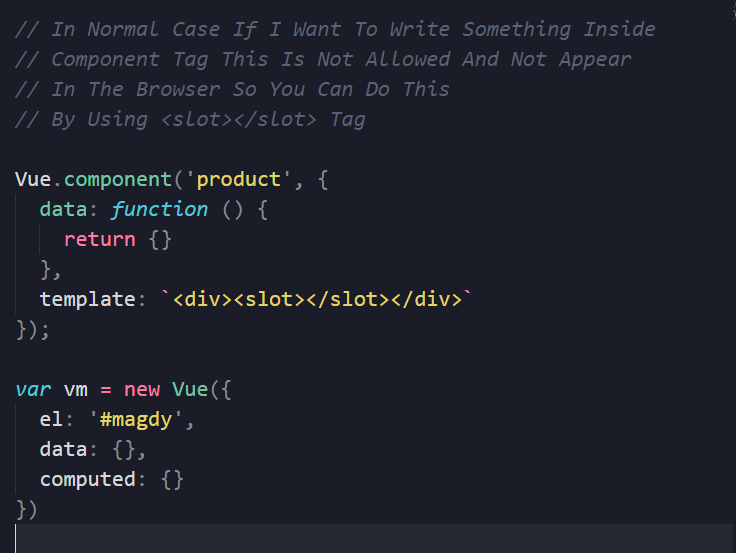 // In Normal Case If I Want To Write Something Inside
// Component Tag This Is Not Allowed And Not Appear
// In The Browser So You Can Do This
// By Using <slot></slot> Tag
Vue.component('product', {
data: function () {
return {}
},
template: `<div><slot></slot></div>`
});
var vm = new Vue({
el: '#magdy',
data: {},
computed: {}
})